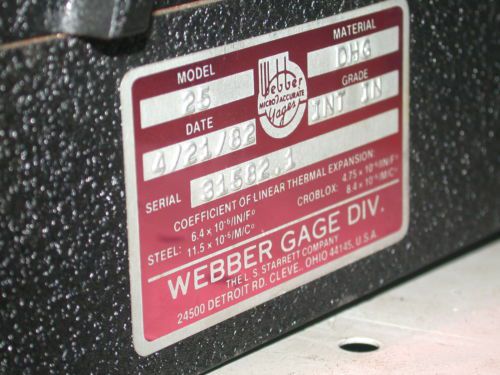 MODEL
25
DATE
4/21/82
SERIAL 31582.1
Webber
MICRO ACCURATE
Gages
MATERIAL
DHG
GRADE
INT IN
COEFFICIENT OF LINEAR THERMAL EXPANSION:
STEEL: 6.4 x 10⁻⁶/IN/F°
11.5 x 10⁻⁶/M/C°
CROBLOX: 4.75 x 10⁻⁶/IN/F°
8.4 x 10⁻⁶/M/C°
WEBBER GAGE DIV.
THE L S STARRETT COMPANY
24500 DETROIT RD. CLEVE., OHIO 44145, U.S.A.